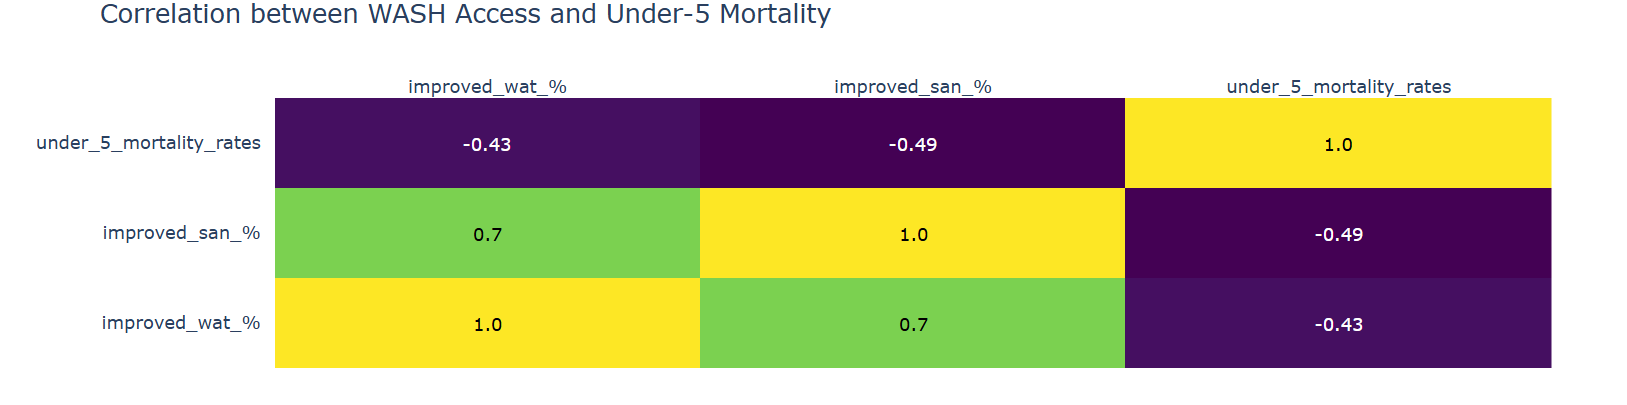 Correlation between WASH Access and Under-5 Mortality
improved_wat_% improved_san_% under_5_mortality_rates
under_5_mortality_rates -0.43 -0.49 1.0
improved_san_% 0.7 1.0 -0.49
improved_wat_% 1.0 0.7 -0.43